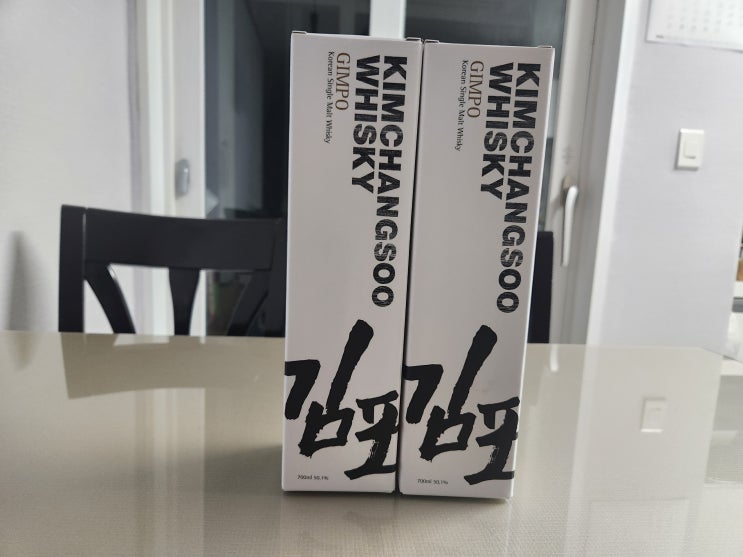 KIMCHANGSOO
WHISKY
GIMPO
Korean Single Malt Whisky
김포
700ml 50.1%
KIMCHANGSOO
WHISKY
GIMPO
Korean Single Malt Whisky
김포
700ml 50.1%